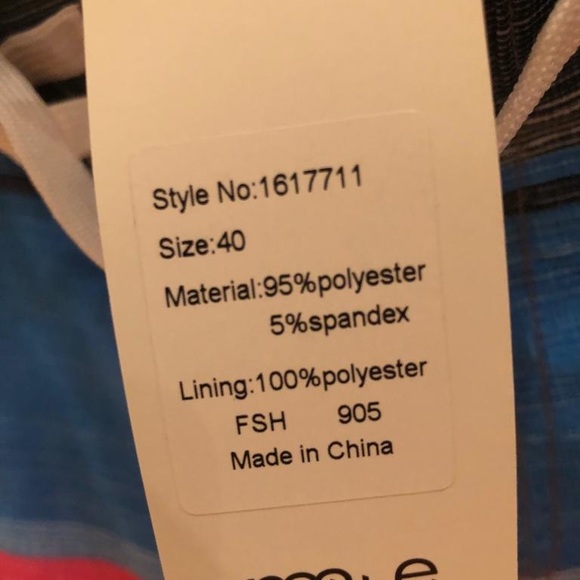 Style No:1617711
Size:40
Material:95%polyester
5%spandex
Lining:100%polyester
FSH 905
Made in China